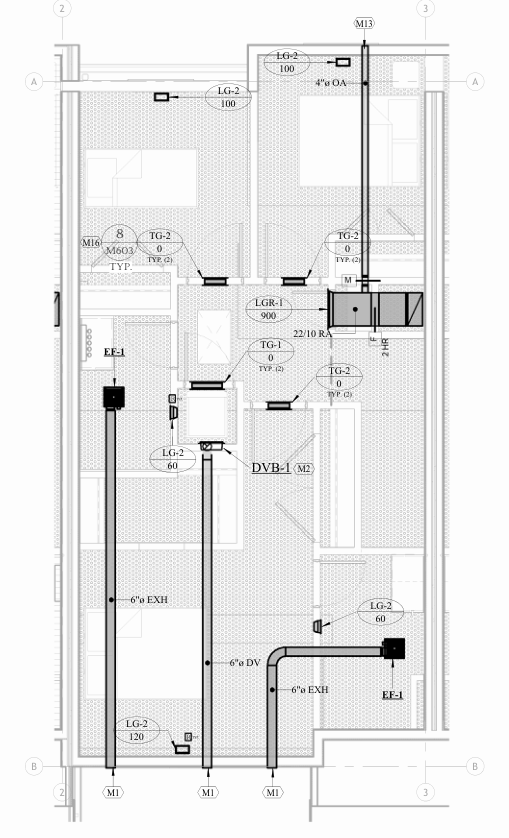 2
3
M13
LG-2
100
4"ø OA
A
A
LG-2
100
M16
8
M603
TYP.
TG-2
0
TYP. (2)
TG-2
0
TYP. (2)
M
LGR-1
900
22/10 RA
F
2 HR
EF-1
TG-1
0
TYP. (2)
TG-2
0
TYP. (2)
LG-2
60
DVB-1
M2
6"ø EXH
LG-2
60
6"ø DV
6"ø EXH
EF-1
LG-2
120
B
B
2
M1
M1
M1
3